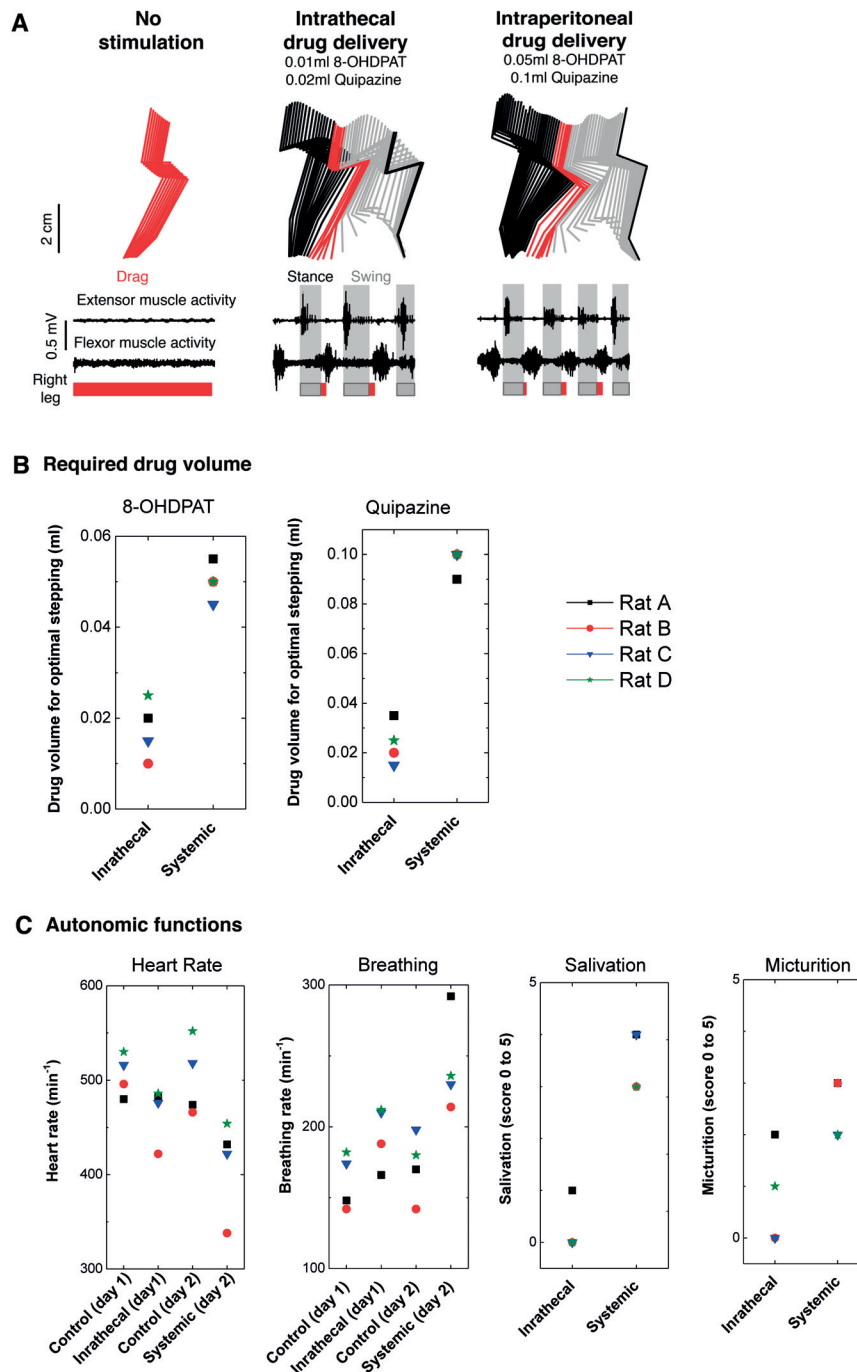 A
No
stimulation
Intrathecal
drug delivery
0.01ml 8-OHDPAT
0.02ml Quipazine
Intraperitoneal
drug delivery
0.05ml 8-OHDPAT
0.1ml Quipazine
2 cm
Drag
Stance
Swing
Extensor muscle activity
0.5 mV
Flexor muscle activity
Right
leg
B Required drug volume
8-OHDPAT
Drug volume for optimal stepping (ml)
0.06
0.04
0.02
0.00
Inrathecal
Systemic
Quipazine
Drug volume for optimal stepping (ml)
0.10
0.08
0.06
0.04
0.02
0.00
Inrathecal
Systemic
Rat A
Rat B
Rat C
Rat D
C Autonomic functions
Heart Rate
Heart rate (min-1)
600
500
400
300
Control (day 1)
Inrathecal (day1)
Control (day 2)
Systemic (day 2)
Breathing
Breathing rate (min-1)
300
200
100
Control (day 1)
Inrathecal (day1)
Control (day 2)
Systemic (day 2)
Salivation
Salivation (score 0 to 5)
5
0
Inrathecal
Systemic
Micturition
Micturition (score 0 to 5)
5
0
Inrathecal
Systemic